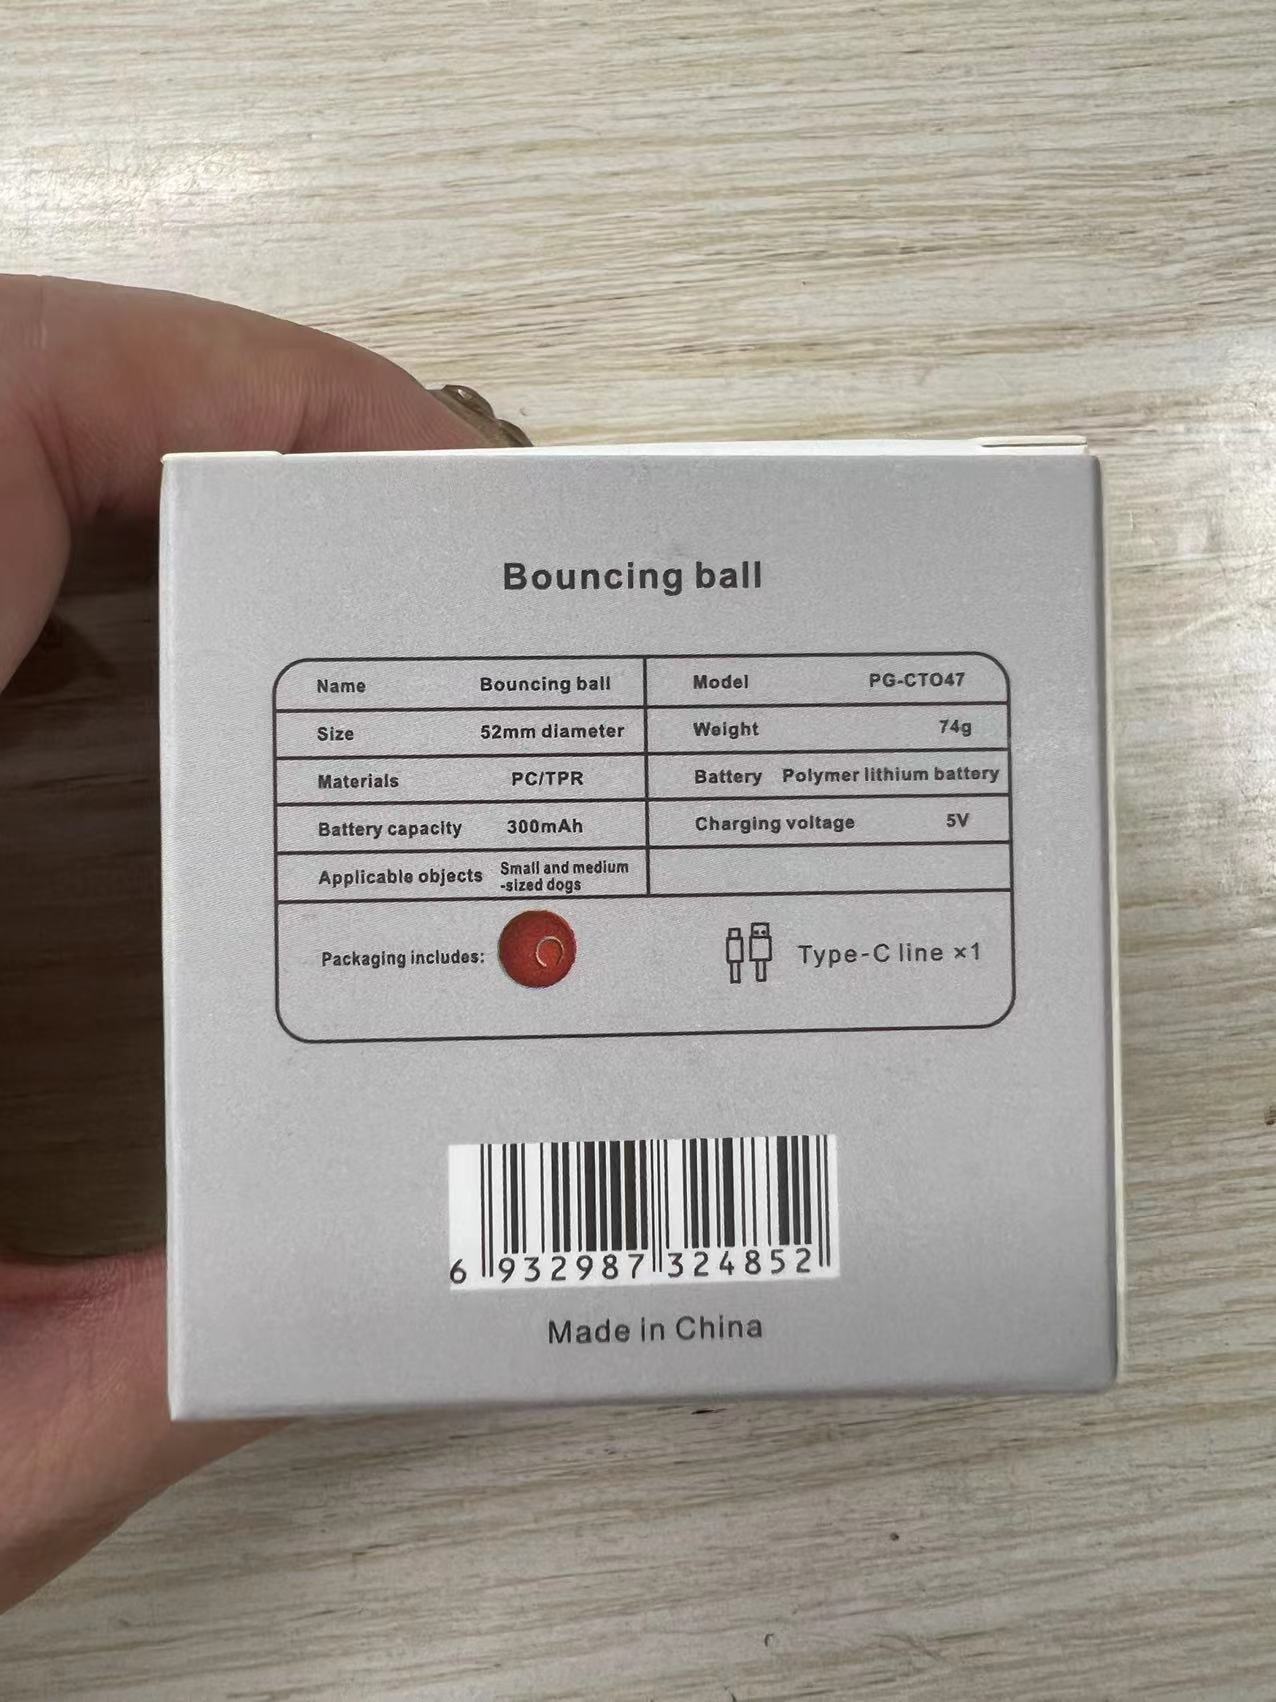 Bouncing ball
Name Bouncing ball Model PG-CT047
Size 52mm diameter Weight 74g
Materials PC/TPR Battery Polymer lithium battery
Battery capacity 300mAh Charging voltage 5V
Applicable objects Small and medium
-sized dogs
Packaging includes: Type-C line ×1
6 932987 324852
Made in China